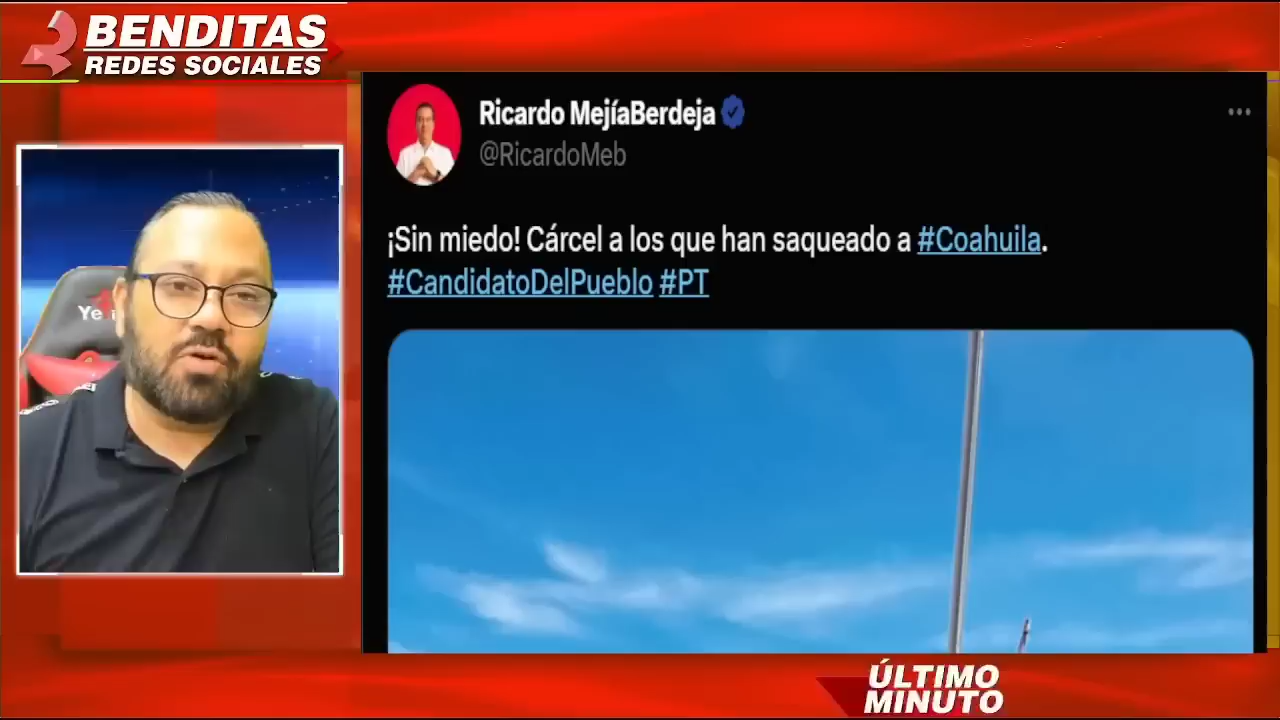 BENDITAS
REDES SOCIALES
Ricardo MejíaBerdeja
@RicardoMeb
¡Sin miedo! Cárcel a los que han saqueado a #Coahuila.
#CandidatoDelPueblo #PT
ÚLTIMO
MINUTO